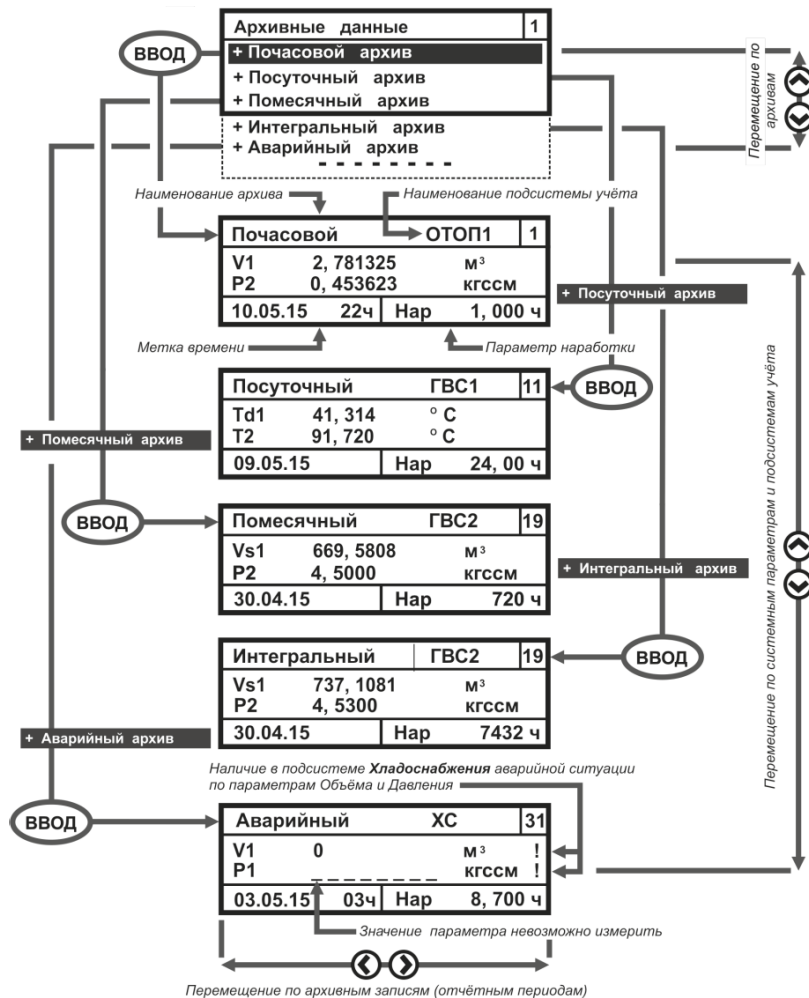 Архивные данные 1
ВВОД
+ Почасовой архив
+ Посуточный архив
+ Помесячный архив
+ Интегральный архив
+ Аварийный архив
- - - - - - - -
Перемещение по архивам
Наименование архива
Наименование подсистемы учёта
Почасовой ОТОП1 1
V1 2, 781325 м³
P2 0, 453623 кгссм
10.05.15 22ч Нар 1, 000 ч
+ Посуточный архив
Метка времени
Параметр наработки
Посуточный ГВС1 11
ВВОД
Td1 41, 314 °C
T2 91, 720 °C
09.05.15 Нар 24, 00 ч
+ Помесячный архив
ВВОД
Помесячный ГВС2 19
Vs1 669, 5808 м³
P2 4, 5000 кгссм
30.04.15 Нар 720 ч
+ Интегральный архив
Перемещение по системным параметрам и подсистемам учёта
Интегральный ГВС2 19
ВВОД
Vs1 737, 1081 м³
P2 4, 5300 кгссм
30.04.15 Нар 7432 ч
+ Аварийный архив
Наличие в подсистеме Хладоснабжения аварийной ситуации
по параметрам Объёма и Давления
ВВОД
Аварийный ХС 31
V1 0 м³ !
P1 _ _ _ _ _ _ _ кгссм !
03.05.15 03ч Нар 8, 700 ч
Значение параметра невозможно измерить
Перемещение по архивным записям (отчётным периодам)